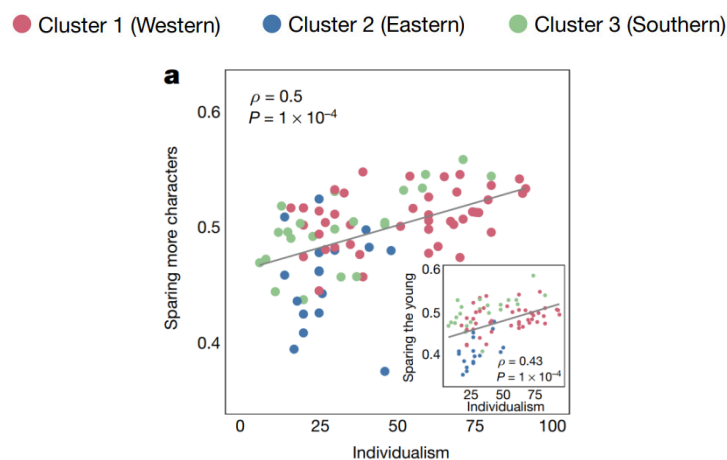 Cluster 1 (Western) Cluster 2 (Eastern) Cluster 3 (Southern)
a
ρ = 0.5
P = 1 × 10⁻⁴
Sparing more characters
0.6
0.5
0.4
0 25 50 75 100
Individualism
Sparing the young
0.6
0.5
0.4
ρ = 0.43
P = 1 × 10⁻⁴
25 50 75
Individualism